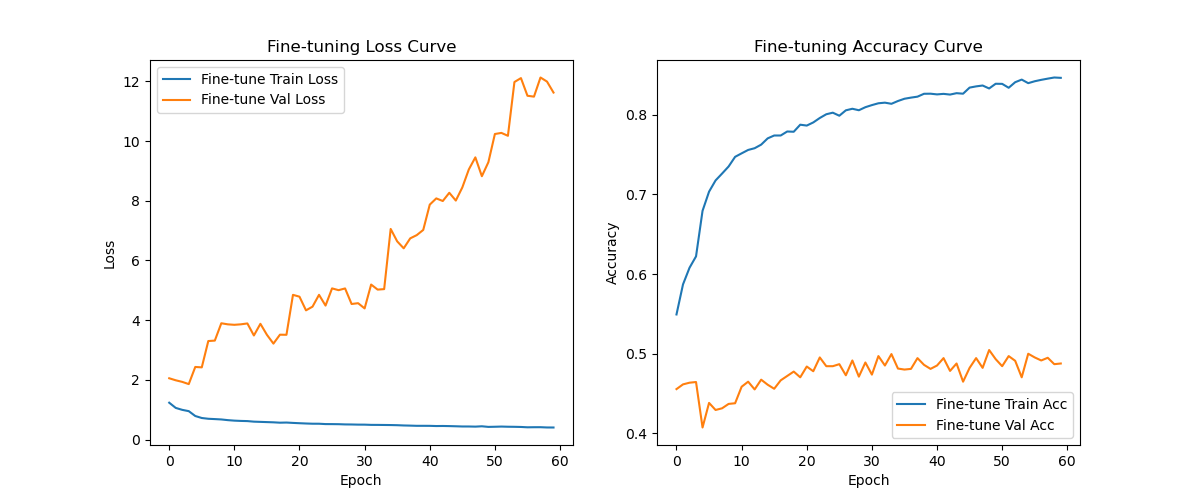 Fine-tuning Loss Curve
Fine-tune Train Loss
Fine-tune Val Loss
12
10
8
6
4
2
0
Loss
0 10 20 30 40 50 60
Epoch
Fine-tuning Accuracy Curve
0.8
0.7
0.6
0.5
0.4
Accuracy
Fine-tune Train Acc
Fine-tune Val Acc
0 10 20 30 40 50 60
Epoch